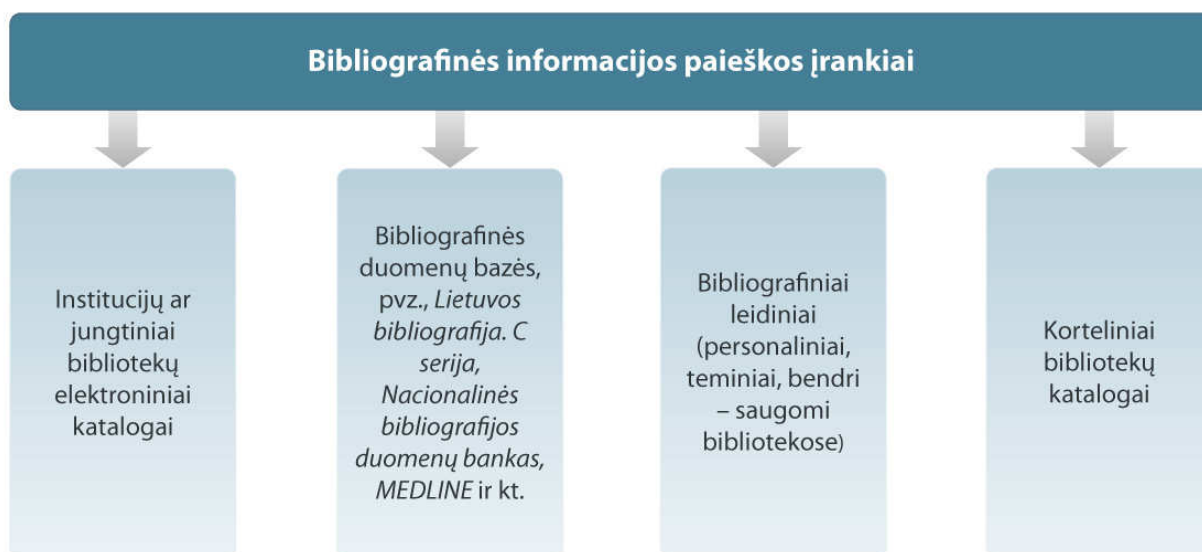 Bibliografinės informacijos paieškos įrankiai
Institucijų ar
jungtiniai
bibliotekų
elektroniniai
katalogai
Bibliografinės
duomenų bazės,
pvz., Lietuvos
bibliografija. C
serija,
Nacionalinės
bibliografijos
duomenų bankas,
MEDLINE ir kt.
Bibliografiniai
leidiniai
(personaliniai,
teminiai, bendri
– saugomi
bibliotekose)
Korteliniai
bibliotekų
katalogai